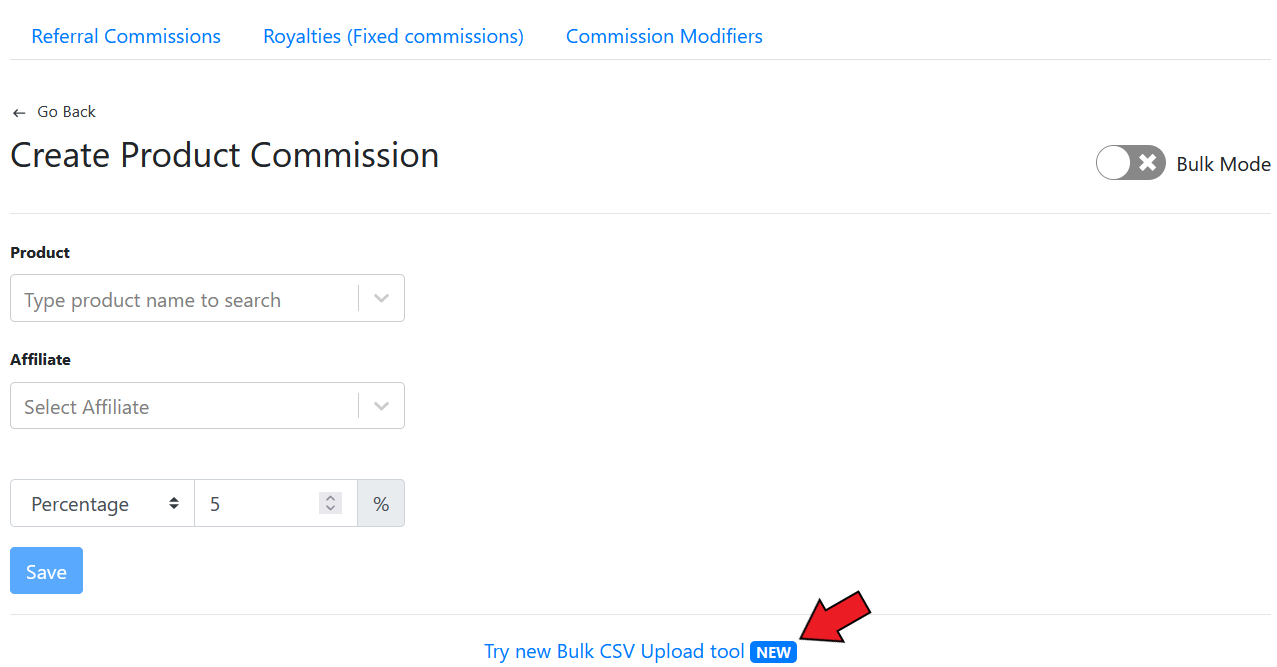 Referral Commissions Royalties (Fixed commissions) Commission Modifiers
← Go Back
Create Product Commission
Bulk Mode
Product
Type product name to search
Affiliate
Select Affiliate
Percentage 5 %
Save
Try new Bulk CSV Upload tool NEW